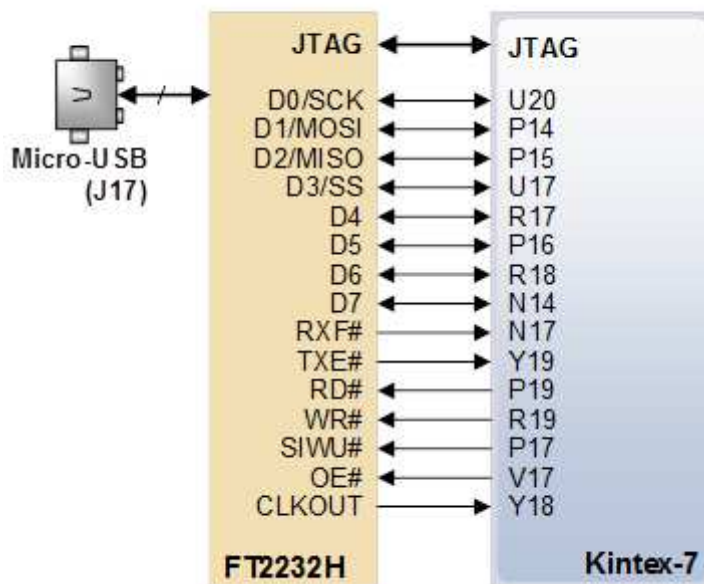 JTAG JTAG
D0/SCK U20
D1/MOSI P14
D2/MISO P15
D3/SS U17
D4 R17
D5 P16
D6 R18
D7 N14
RXF# N17
TXE# Y19
RD# P19
WR# R19
SIWU# P17
OE# V17
CLKOUT Y18
Micro-USB
(J17)
FT2232H
Kintex-7